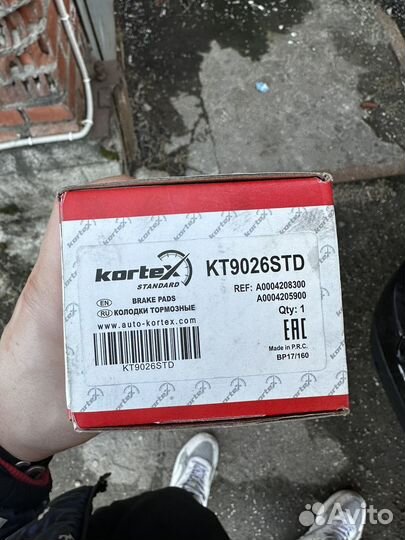 kortex
STANDARD
KT9026STD
REF: A0004208300
A0004205900
EN BRAKE PADS
RU КОЛОДКИ ТОРМОЗНЫЕ
www.auto-kortex.com
Qty: 1
EAC
Made in P.R.C.
BP17/160
KT9026STD
Avito